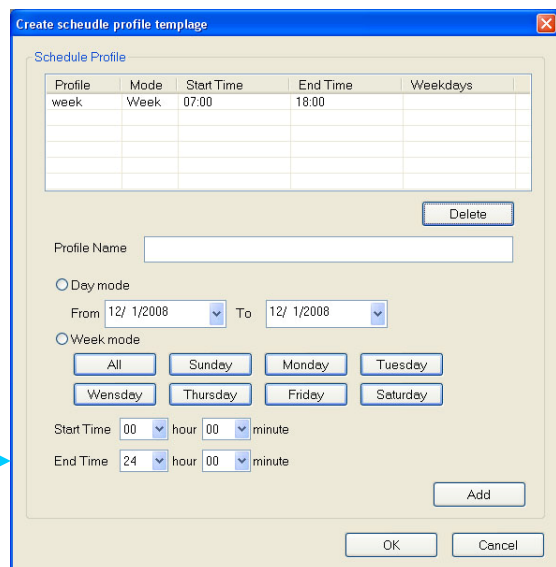 Create scheudle profile templage
Schedule Profile
Profile Mode Start Time End Time Weekdays
week Week 07:00 18:00
Delete
Profile Name
Day mode
From 12/ 1/2008 To 12/ 1/2008
Week mode
All Sunday Monday Tuesday
Wensday Thursday Friday Saturday
Start Time 00 hour 00 minute
End Time 24 hour 00 minute
Add
OK Cancel